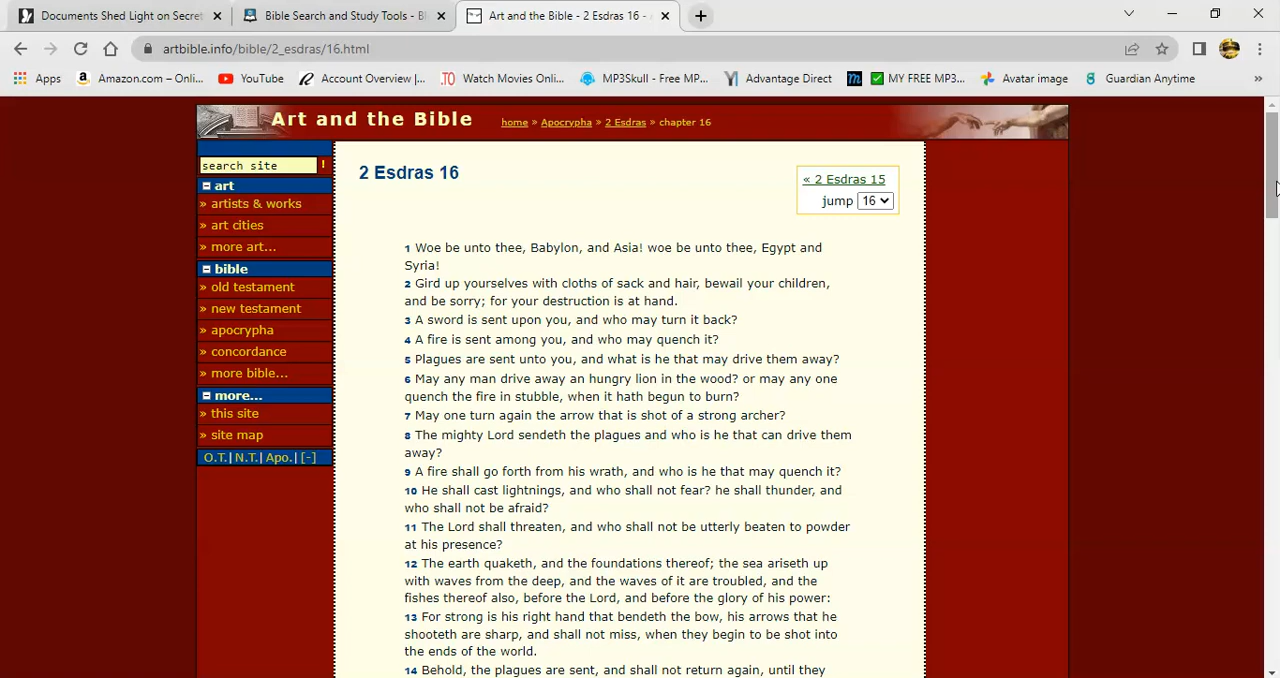 Documents Shed Light on Secret
Bible Search and Study Tools - Bl
Art and the Bible - 2 Esdras 16 -
artbible.info/bible/2_esdras/16.html
Apps
Amazon.com – Onli...
YouTube
Account Overview |...
Watch Movies Onli...
MP3Skull - Free MP...
Advantage Direct
MY FREE MP3...
Avatar image
Guardian Anytime
»
Art and the Bible
home » Apocrypha » 2 Esdras » chapter 16
search site !
art
» artists & works
» art cities
» more art...
bible
» old testament
» new testament
» apocrypha
» concordance
» more bible...
more...
» this site
» site map
O.T.| N.T.| Apo.| [-]
2 Esdras 16
« 2 Esdras 15
jump 16
1 Woe be unto thee, Babylon, and Asia! woe be unto thee, Egypt and
Syria!
2 Gird up yourselves with cloths of sack and hair, bewail your children,
and be sorry; for your destruction is at hand.
3 A sword is sent upon you, and who may turn it back?
4 A fire is sent among you, and who may quench it?
5 Plagues are sent unto you, and what is he that may drive them away?
6 May any man drive away an hungry lion in the wood? or may any one
quench the fire in stubble, when it hath begun to burn?
7 May one turn again the arrow that is shot of a strong archer?
8 The mighty Lord sendeth the plagues and who is he that can drive them
away?
9 A fire shall go forth from his wrath, and who is he that may quench it?
10 He shall cast lightnings, and who shall not fear? he shall thunder, and
who shall not be afraid?
11 The Lord shall threaten, and who shall not be utterly beaten to powder
at his presence?
12 The earth quaketh, and the foundations thereof; the sea ariseth up
with waves from the deep, and the waves of it are troubled, and the
fishes thereof also, before the Lord, and before the glory of his power:
13 For strong is his right hand that bendeth the bow, his arrows that he
shooteth are sharp, and shall not miss, when they begin to be shot into
the ends of the world.
14 Behold, the plagues are sent, and shall not return again, until they